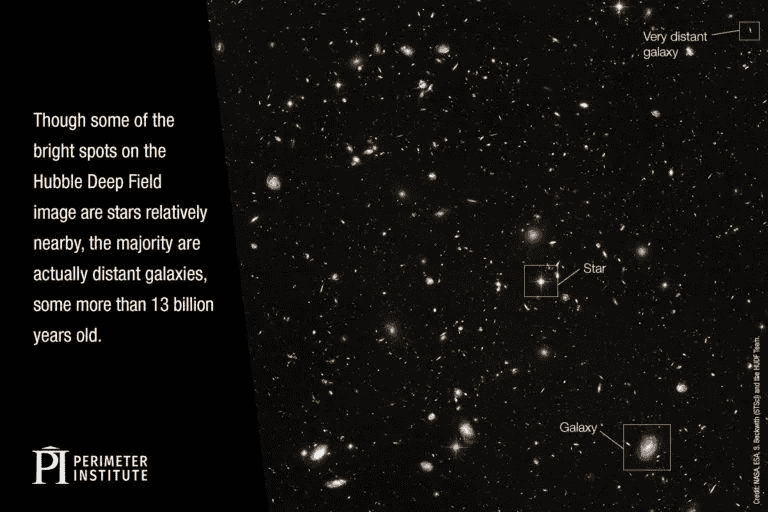 Though some of the
bright spots on the
Hubble Deep Field
image are stars relatively
nearby, the majority are
actually distant galaxies,
some more than 13 billion
years old.
PI PERIMETER
INSTITUTE
Very distant
galaxy
Star
Galaxy
Credit: NASA, ESA, S. Beckwith (STScI) and the HUDF Team.